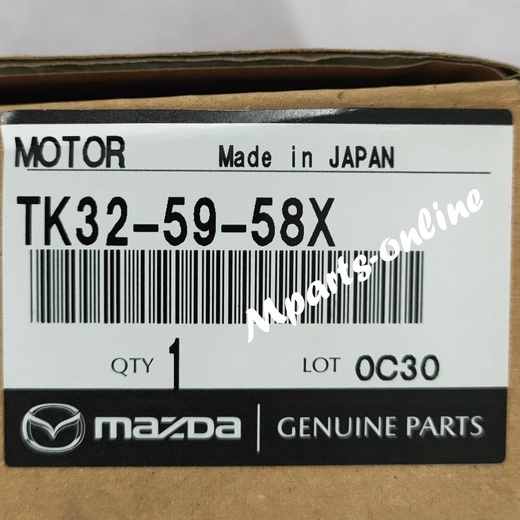 MOTOR Made in JAPAN
TK32-59-58X
Mparts-online
QTY 1 LOT 0C30
mazda GENUINE PARTS